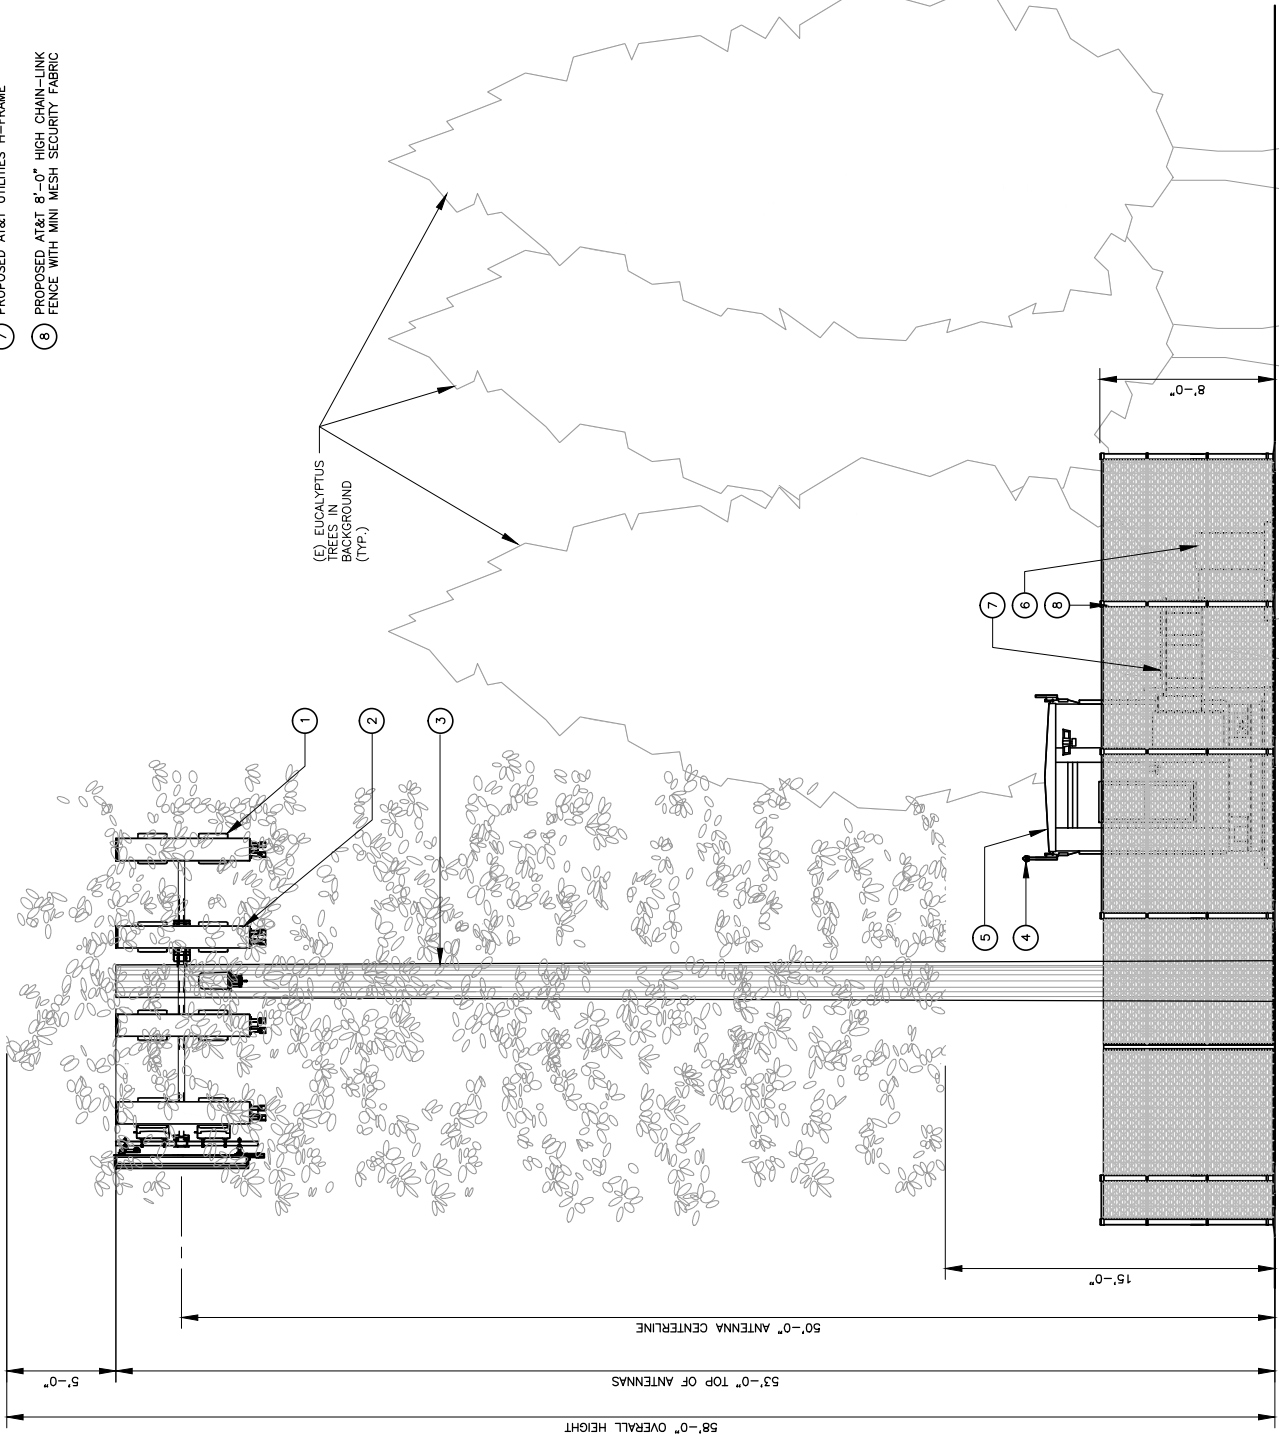 7 PROPOSED AT&T UTILITIES H-FRAME
8 PROPOSED AT&T 8'-0" HIGH CHAIN-LINK
FENCE WITH MINI MESH SECURITY FABRIC
(E) EUCALYPTUS
TREES IN
BACKGROUND
(TYP.)
1
2
3
4
5
6
7
8
8'-0"
15'-0"
50'-0" ANTENNA CENTERLINE
5'-0"
53'-0" TOP OF ANTENNAS
58'-0" OVERALL HEIGHT